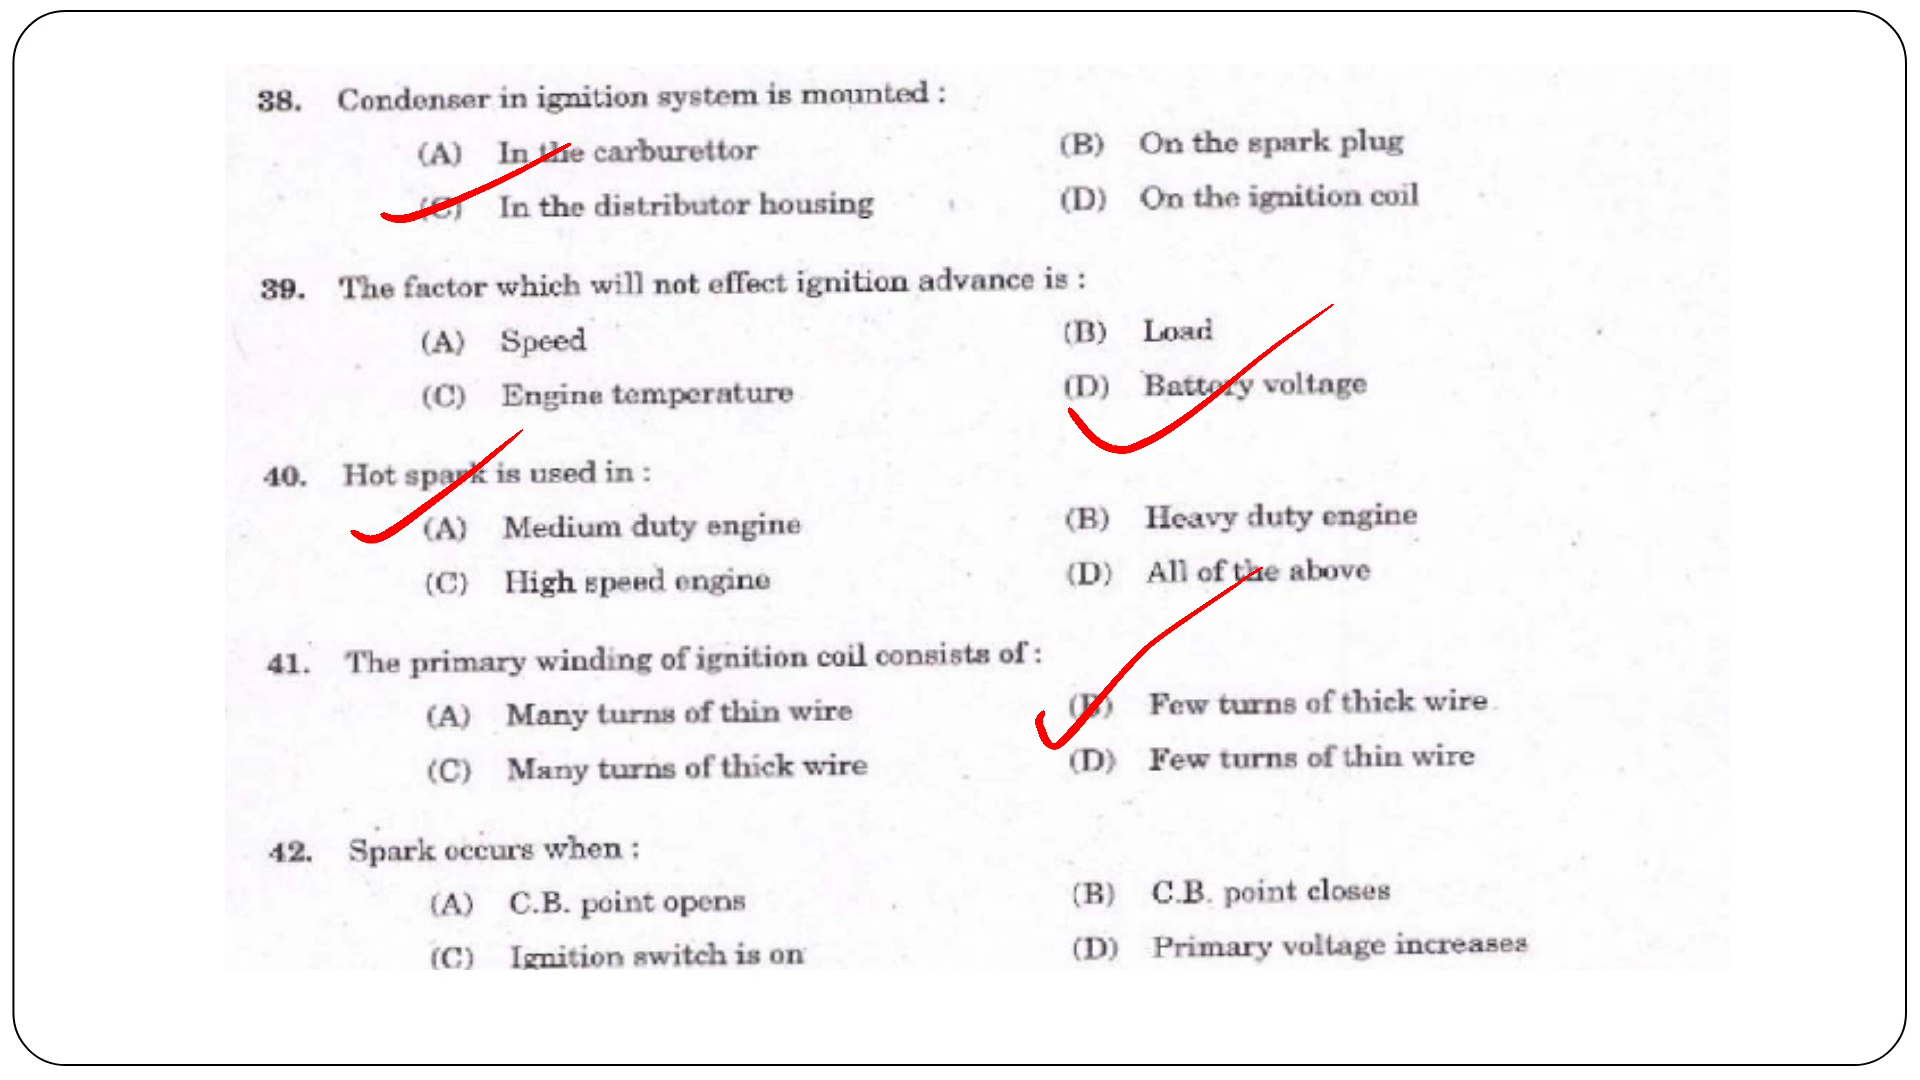 38. Condenser in ignition system is mounted :
(A) In the carburettor (B) On the spark plug
(C) In the distributor housing (D) On the ignition coil
39. The factor which will not effect ignition advance is :
(A) Speed (B) Load
(C) Engine temperature (D) Battery voltage
40. Hot spark is used in :
(A) Medium duty engine (B) Heavy duty engine
(C) High speed engine (D) All of the above
41. The primary winding of ignition coil consists of :
(A) Many turns of thin wire (B) Few turns of thick wire
(C) Many turns of thick wire (D) Few turns of thin wire
42. Spark occurs when :
(A) C.B. point opens (B) C.B. point closes
(C) Ignition switch is on (D) Primary voltage increases